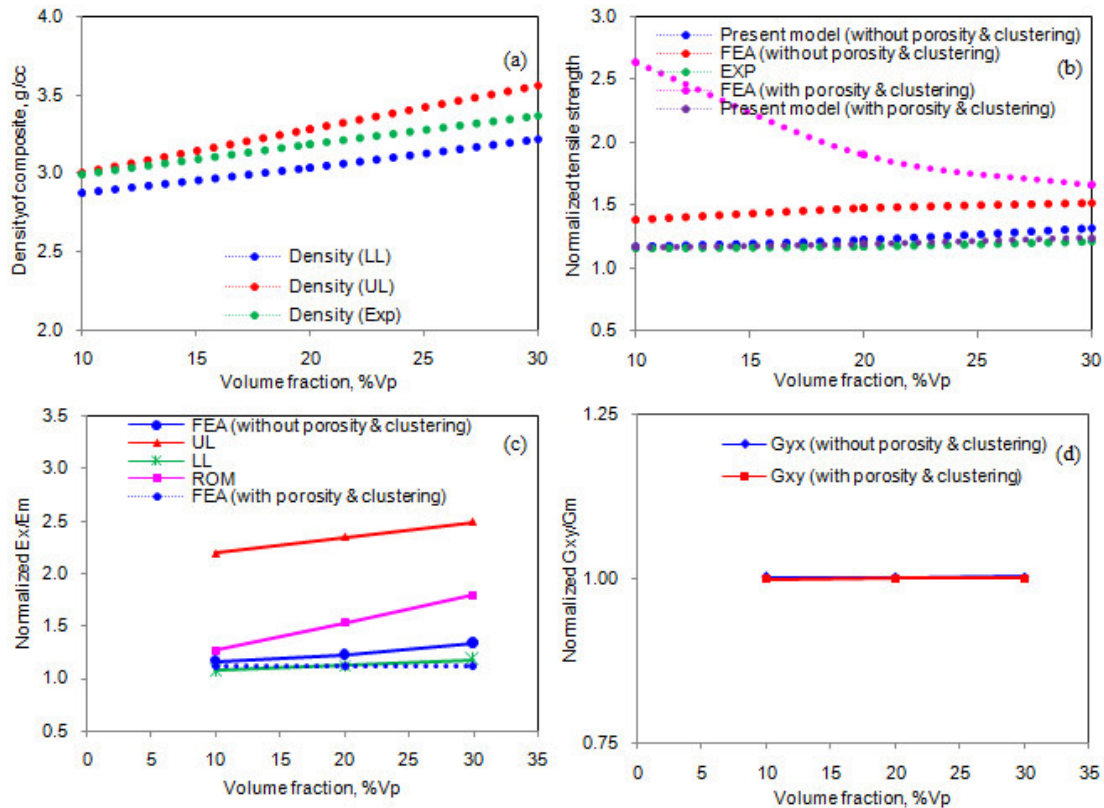 (a)
Density of composite, g/cc
4.0
3.5
3.0
2.5
2.0
Density (LL)
Density (UL)
Density (Exp)
10 15 20 25 30
Volume fraction, %Vp
(b)
Normalized tensile strength
3.0
2.5
2.0
1.5
1.0
0.5
Present model (without porosity & clustering)
FEA (without porosity & clustering)
EXP
FEA (with porosity & clustering)
Present model (with porosity & clustering)
10 15 20 25 30
Volume fraction, %Vp
(c)
Normalized Ex/Em
3.5
3.0
2.5
2.0
1.5
1.0
0.5
FEA (without porosity & clustering)
UL
LL
ROM
FEA (with porosity & clustering)
0 5 10 15 20 25 30 35
Volume fraction, %Vp
(d)
Normalized Gxy/Gm
1.25
1.00
0.75
Gyx (without porosity & clustering)
Gxy (with porosity & clustering)
0 5 10 15 20 25 30 35
Volume fraction, %Vp